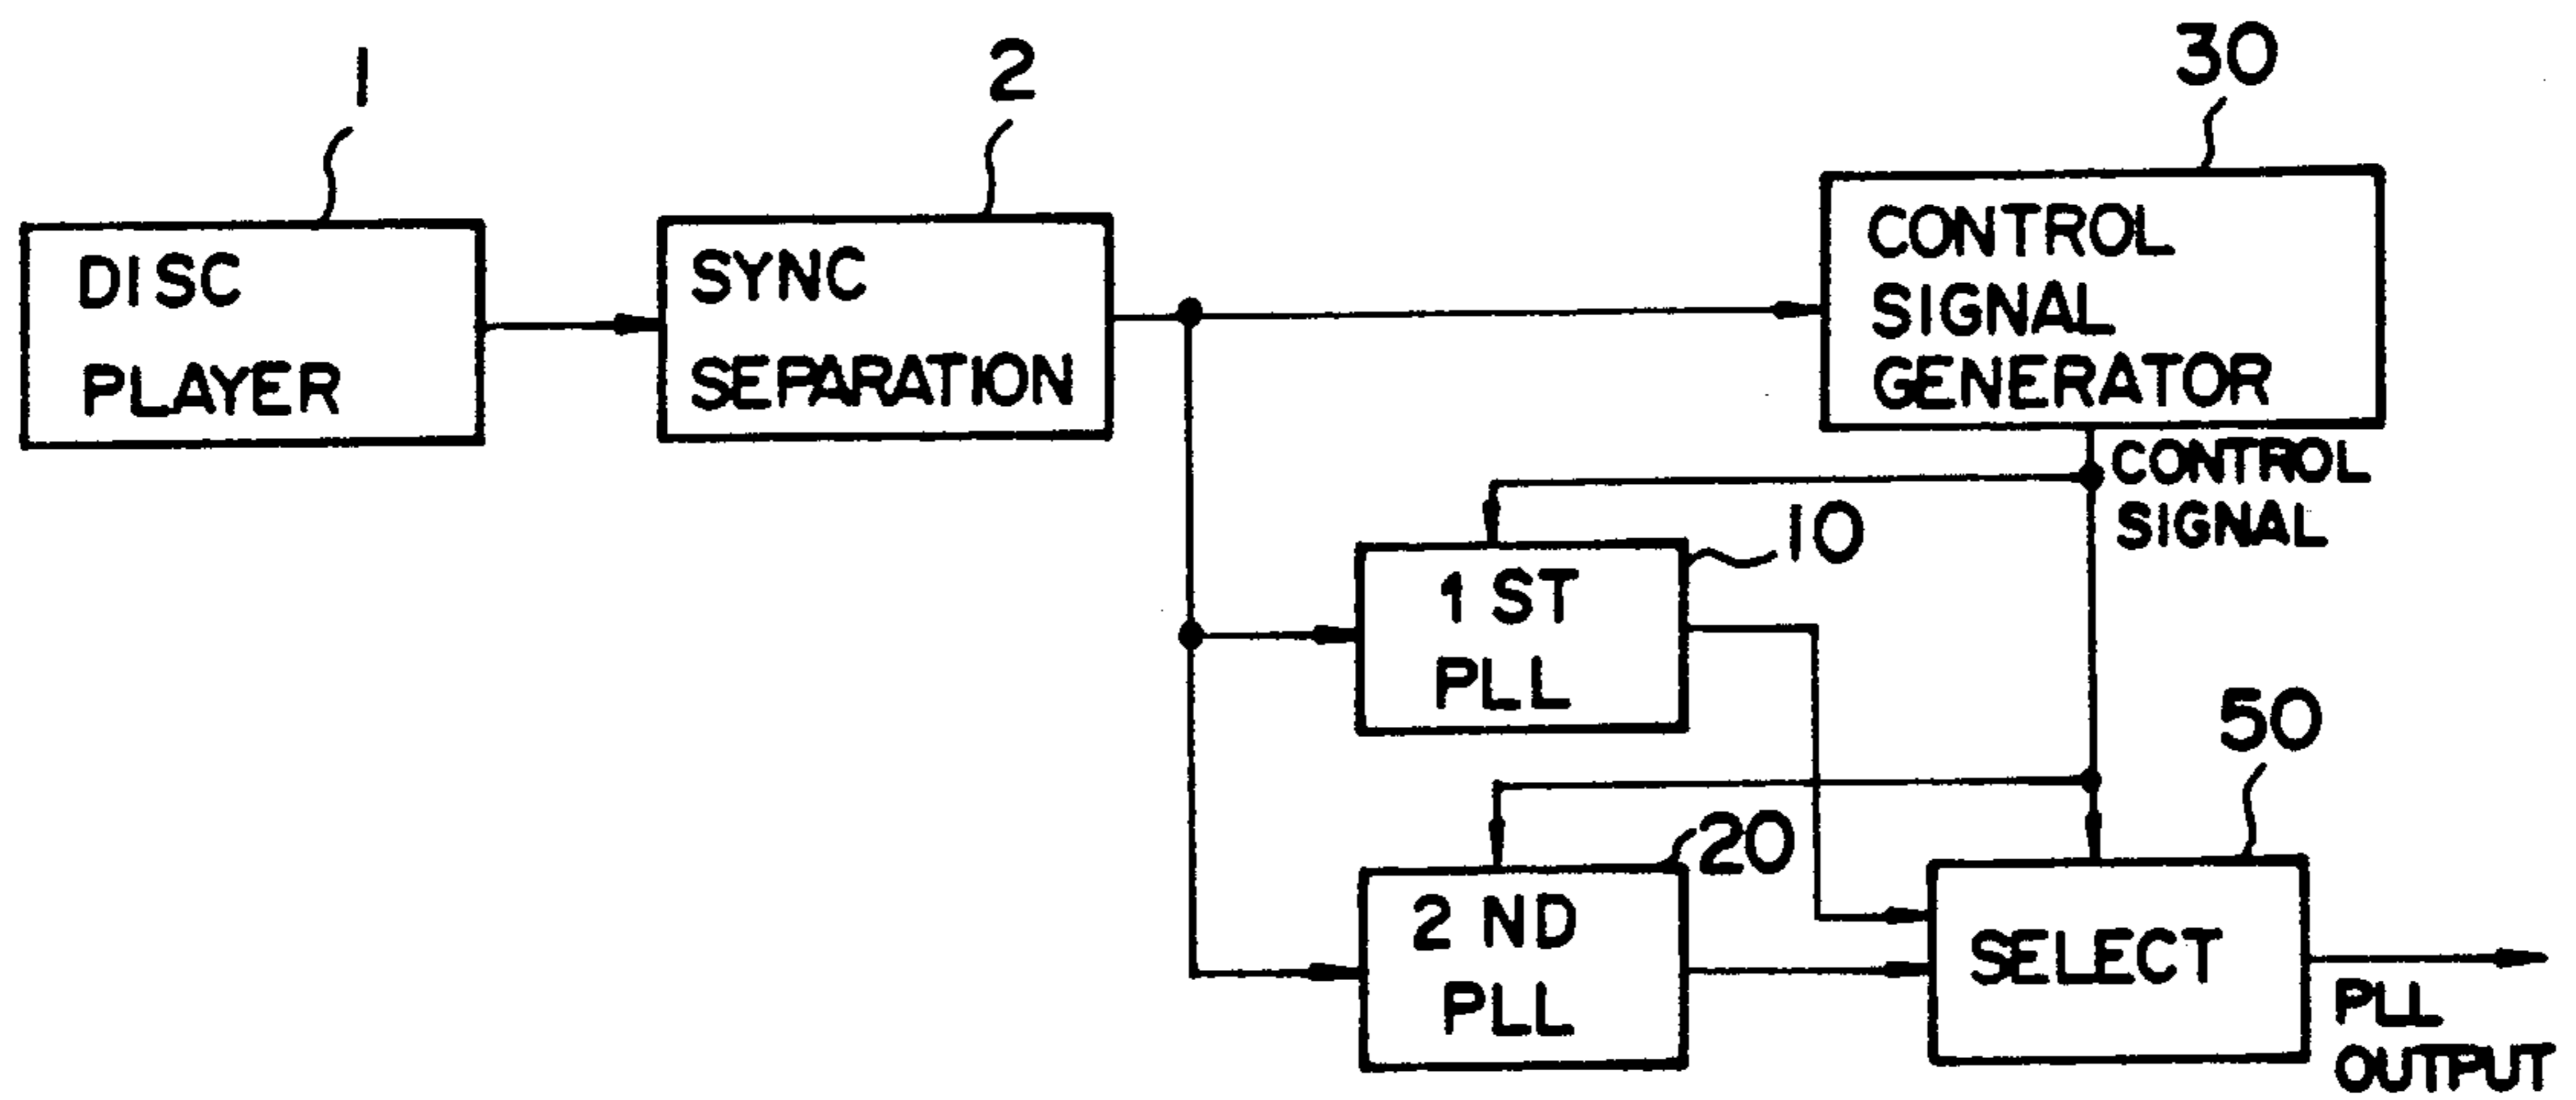 1
DISC
PLAYER
2
SYNC
SEPARATION
30
CONTROL
SIGNAL
GENERATOR
CONTROL
SIGNAL
10
1 ST
PLL
20
2 ND
PLL
50
SELECT
PLL
OUTPUT